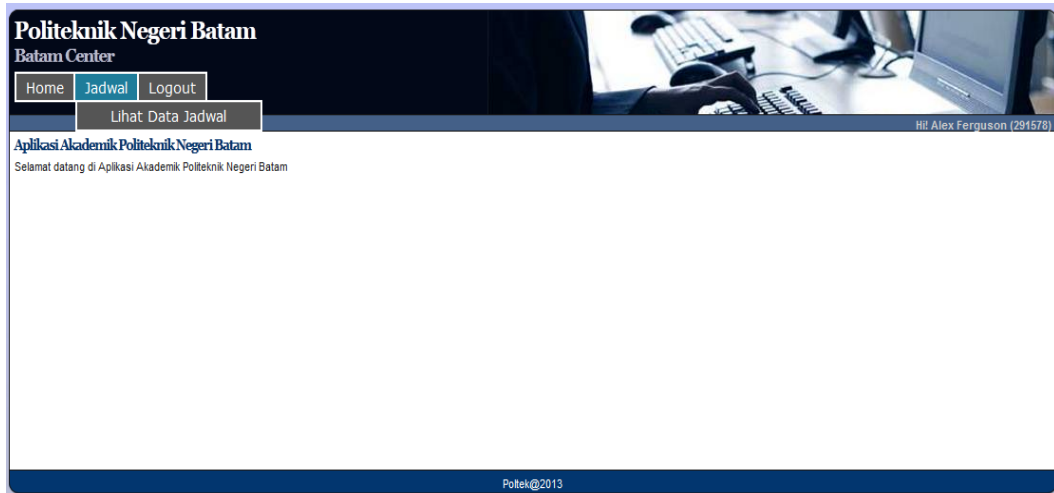 Politeknik Negeri Batam
Batam Center
Home Jadwal Logout
Lihat Data Jadwal
Hi! Alex Ferguson (291578)
Aplikasi Akademik Politeknik Negeri Batam
Selamat datang di Aplikasi Akademik Politeknik Negeri Batam
Poltek@2013